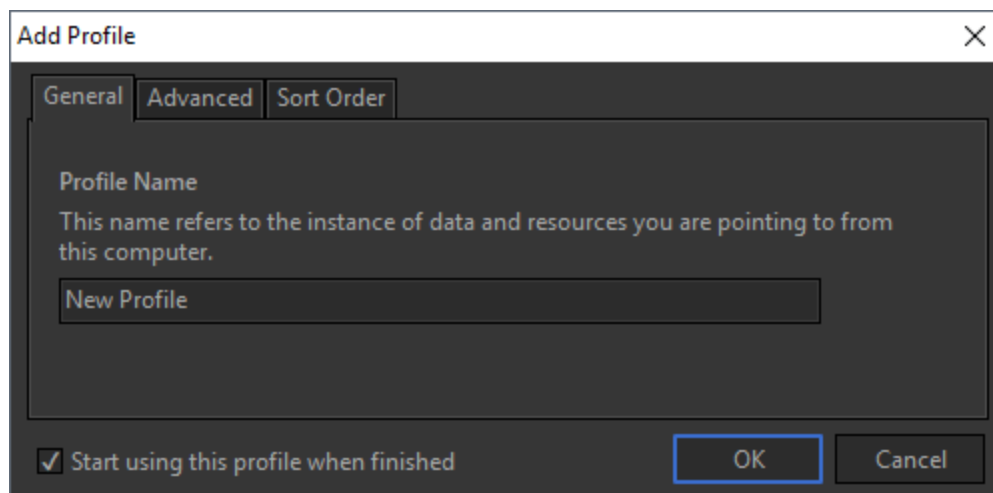 Add Profile
General Advanced Sort Order
Profile Name
This name refers to the instance of data and resources you are pointing to from
this computer.
New Profile
Start using this profile when finished OK Cancel